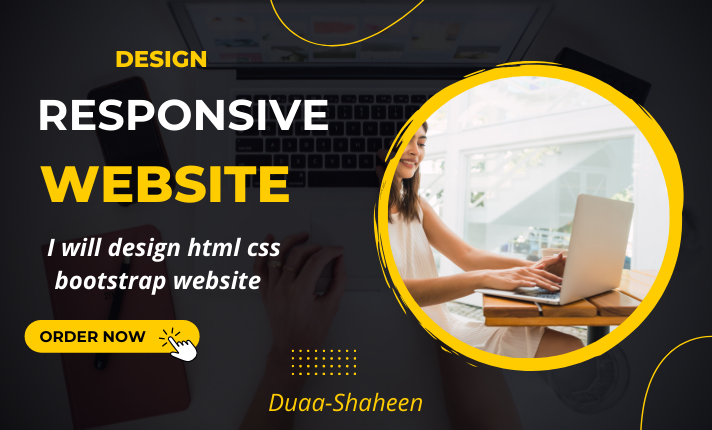 DESIGN
RESPONSIVE
WEBSITE
I will design html css
bootstrap website
ORDER NOW
Duaa-Shaheen